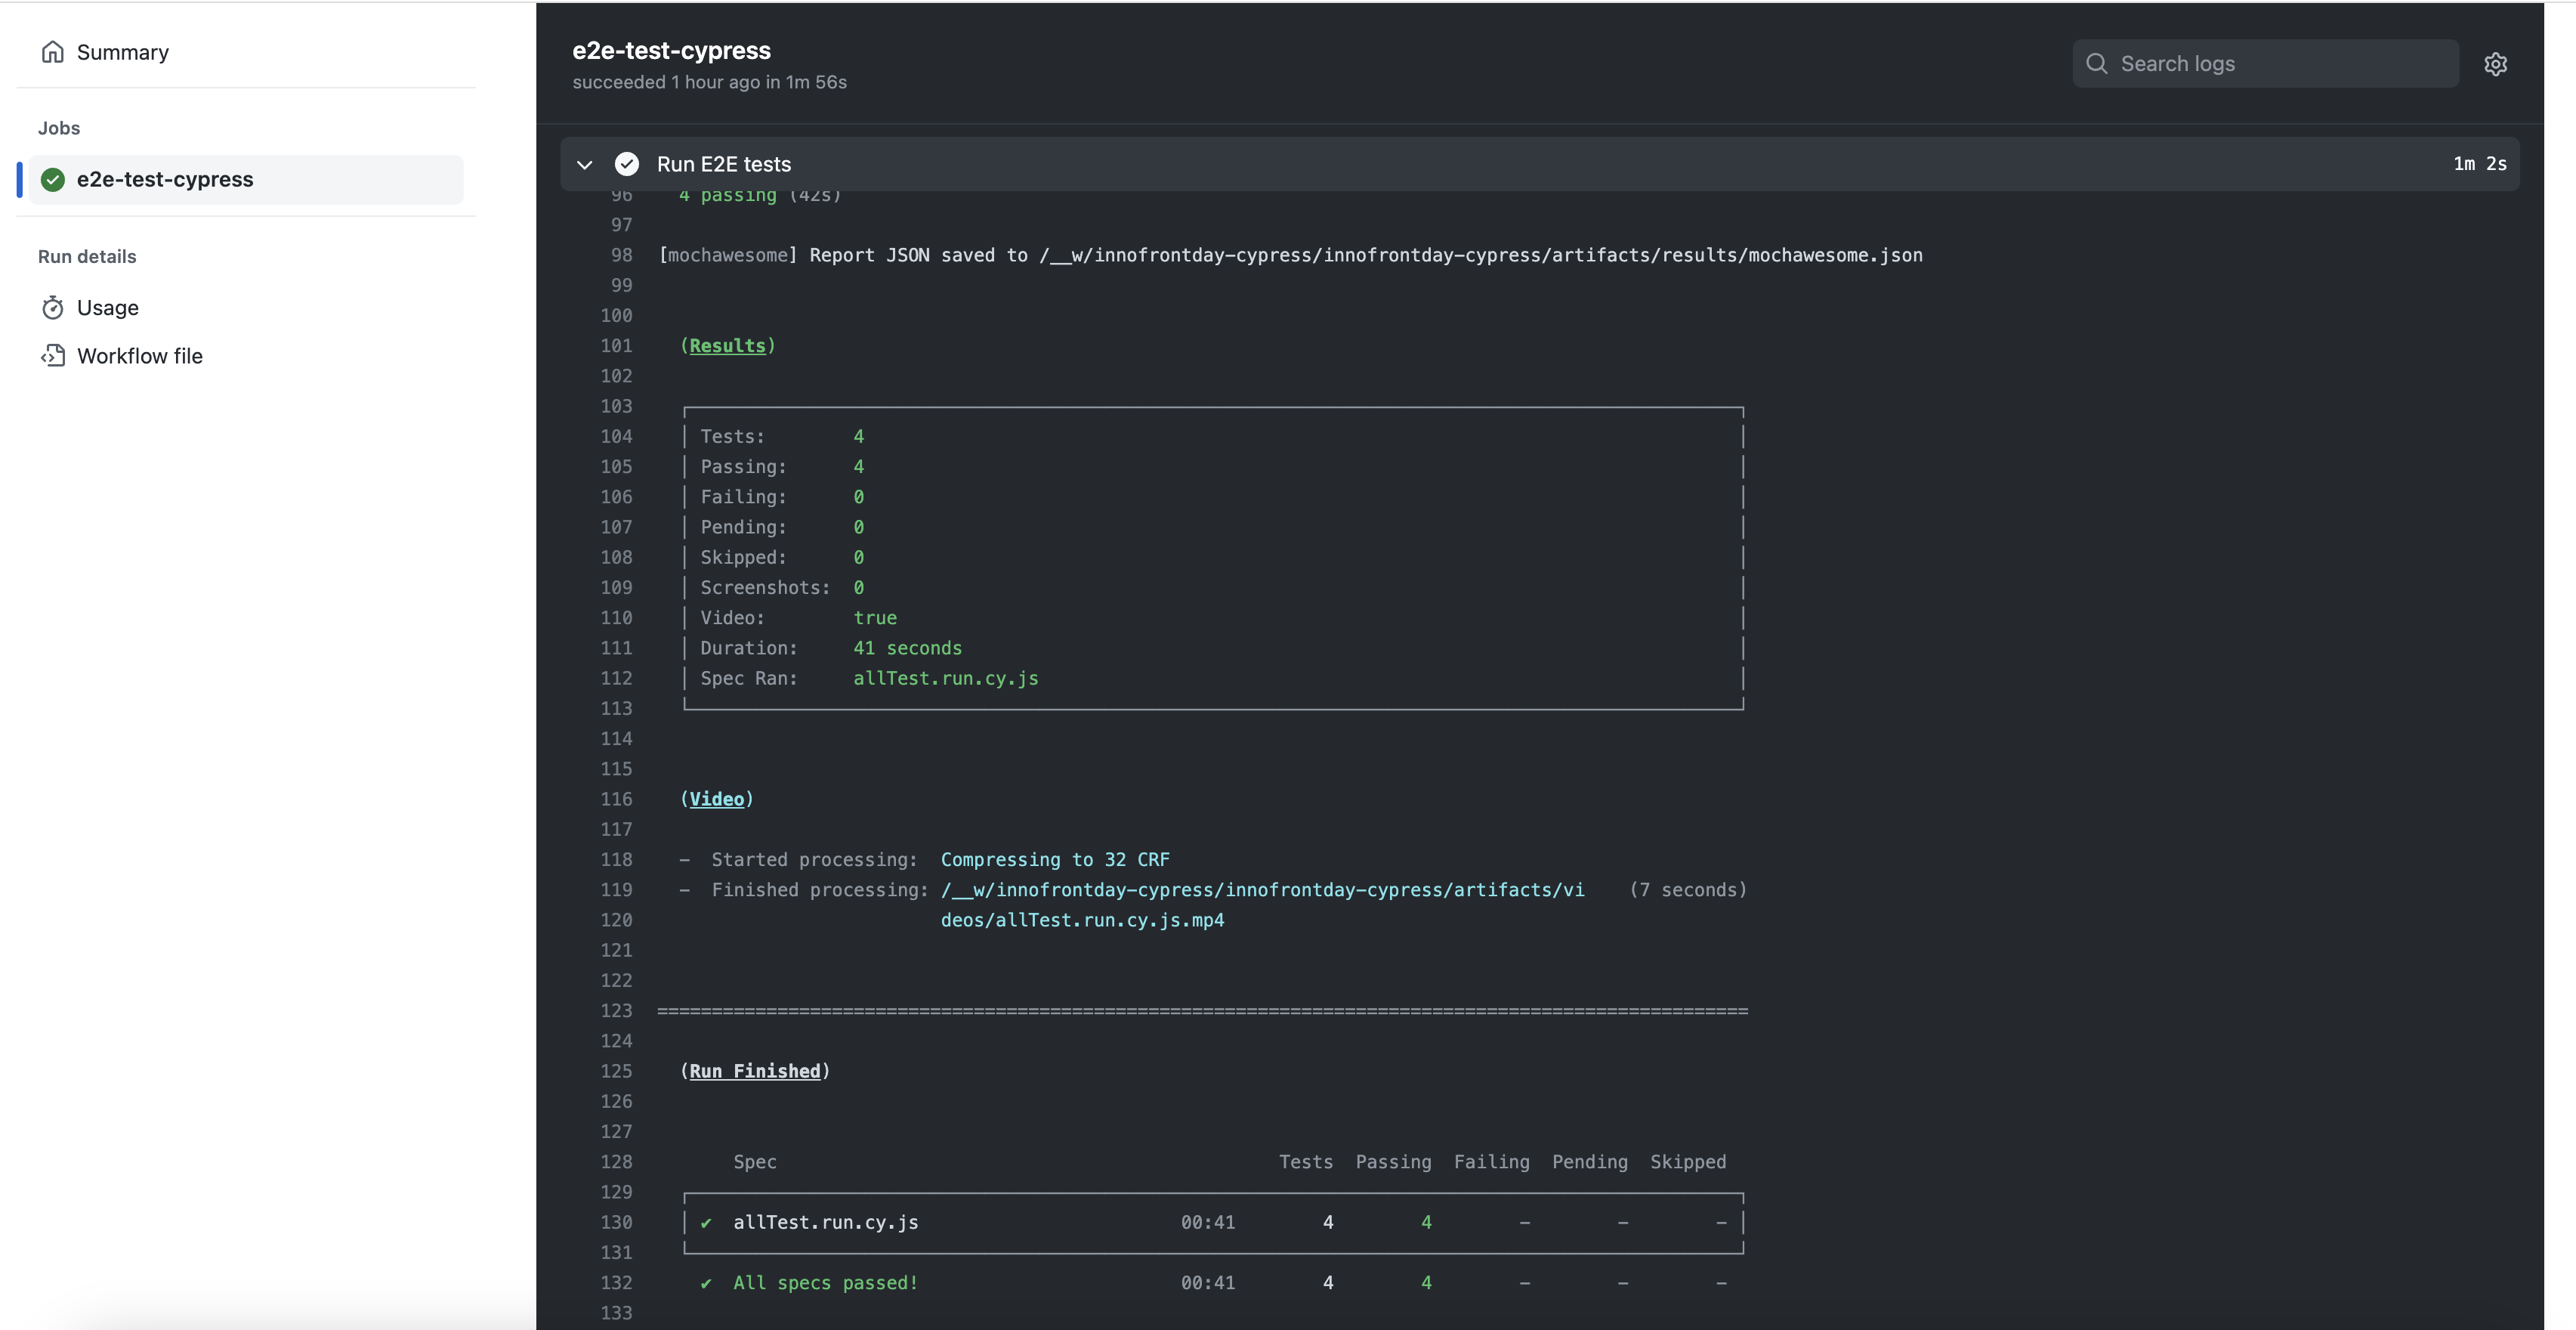 Summary
Jobs
e2e-test-cypress
Run details
Usage
Workflow file
e2e-test-cypress
succeeded 1 hour ago in 1m 56s
Search logs
Run E2E tests 1m 2s
96 4 passing (42s)
97
98 [mochawesome] Report JSON saved to /__w/innofrontday-cypress/innofrontday-cypress/artifacts/results/mochawesome.json
99
100
101 (Results)
102
103
104 Tests: 4
105 Passing: 4
106 Failing: 0
107 Pending: 0
108 Skipped: 0
109 Screenshots: 0
110 Video: true
111 Duration: 41 seconds
112 Spec Ran: allTest.run.cy.js
113
114
115
116 (Video)
117
118 - Started processing: Compressing to 32 CRF
119 - Finished processing: /__w/innofrontday-cypress/innofrontday-cypress/artifacts/vi (7 seconds)
120 deos/allTest.run.cy.js.mp4
121
122
123 ====================================================================================================
124
125 (Run Finished)
126
127
128 Spec Tests Passing Failing Pending Skipped
129
130 ✔ allTest.run.cy.js 00:41 4 4 - - -
131
132 ✔ All specs passed! 00:41 4 4 - - -
133